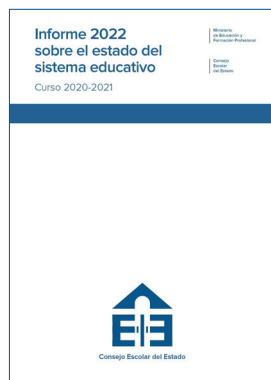 Informe 2022
sobre el estado del
sistema educativo
Curso 2020-2021
Ministerio
de Educación y
Formación Profesional
Consejo
Escolar
del Estado
Consejo Escolar del Estado